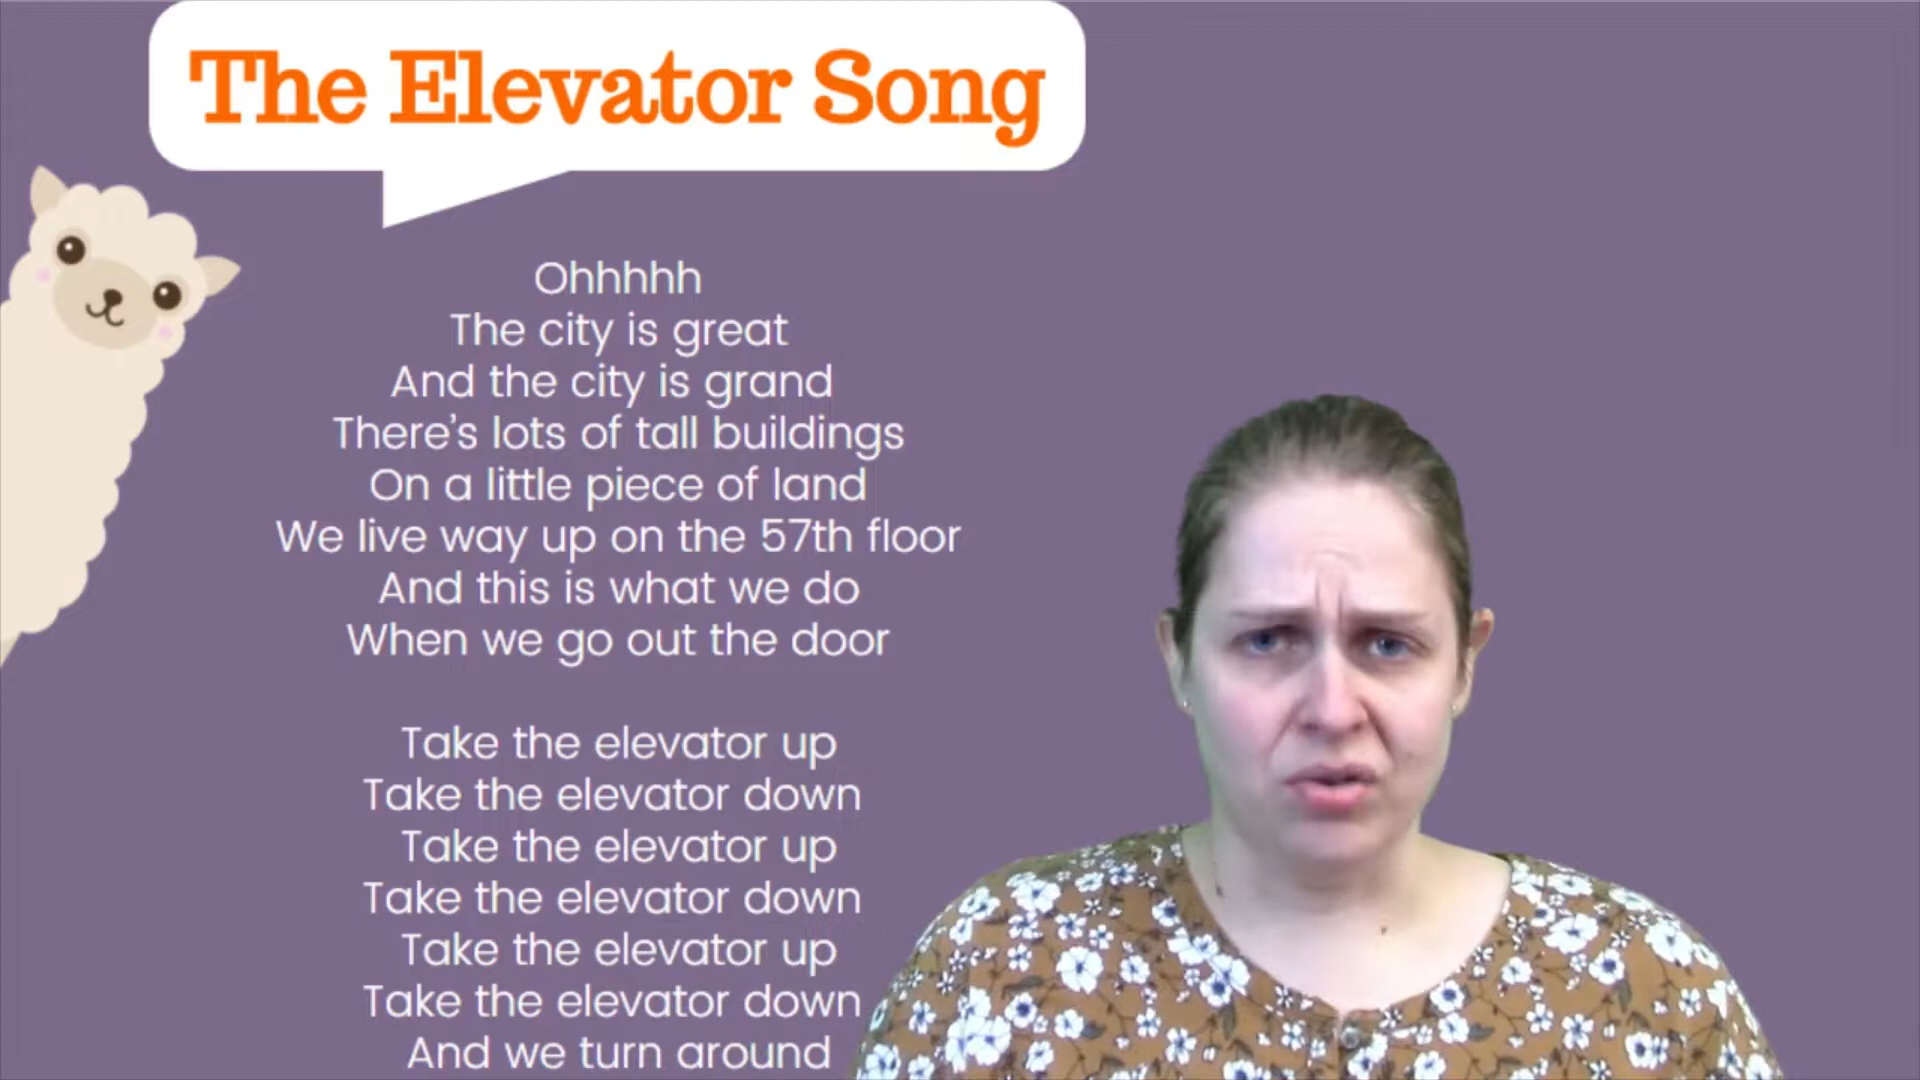 The Elevator Song
Ohhhhh
The city is great
And the city is grand
There's lots of tall buildings
On a little piece of land
We live way up on the 57th floor
And this is what we do
When we go out the door
Take the elevator up
Take the elevator down
Take the elevator up
Take the elevator down
Take the elevator up
Take the elevator down
And we turn around